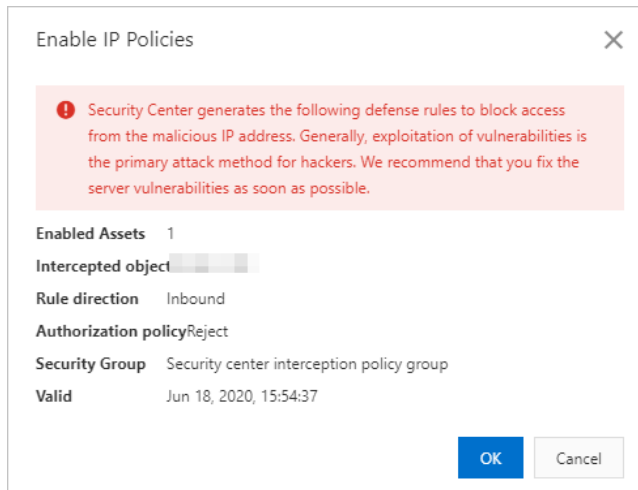 Enable IP Policies
Security Center generates the following defense rules to block access
from the malicious IP address. Generally, exploitation of vulnerabilities is
the primary attack method for hackers. We recommend that you fix the
server vulnerabilities as soon as possible.
Enabled Assets 1
Intercepted object
Rule direction Inbound
Authorization policyReject
Security Group Security center interception policy group
Valid Jun 18, 2020, 15:54:37
OK Cancel